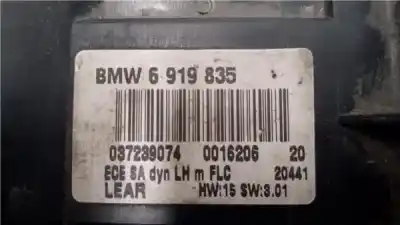 BMW 6 919 835
037239074 0016206 20
ECE SA dyn LH m FLC 20441
LEAR HW:15 SW:3.01